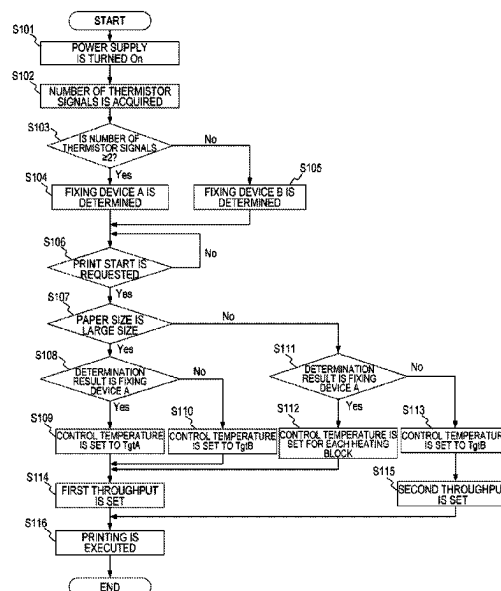 START
S101
POWER SUPPLY
IS TURNED On
S102
NUMBER OF THERMISTOR
SIGNALS IS ACQUIRED
S103
IS NUMBER OF
THERMISTOR SIGNALS
≥2?
No
Yes
S104
FIXING DEVICE A IS
DETERMINED
S105
FIXING DEVICE B IS
DETERMINED
S106
PRINT START IS
REQUESTED
No
Yes
S107
PAPER SIZE IS
LARGE SIZE
No
Yes
S108
DETERMINATION
RESULT IS FIXING
DEVICE A
No
Yes
S111
DETERMINATION
RESULT IS FIXING
DEVICE A
No
Yes
S109
CONTROL TEMPERATURE
IS SET TO TgtA
S110
CONTROL TEMPERATURE
IS SET TO TgtB
S112
CONTROL TEMPERATURE IS
SET FOR EACH HEATING
BLOCK
S113
CONTROL TEMPERATURE
IS SET TO TgtB
S114
FIRST THROUGHPUT
IS SET
S115
SECOND THROUGHPUT
IS SET
S116
PRINTING IS
EXECUTED
END